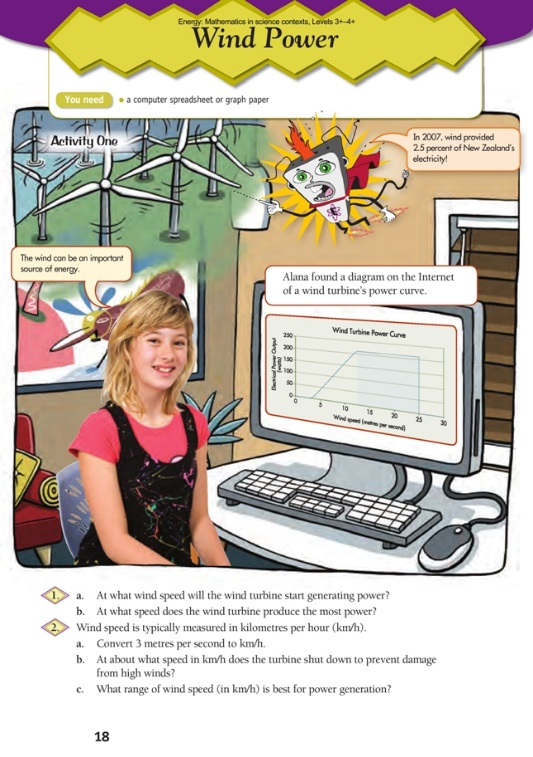 Energy: Mathematics in science contexts, Levels 3+–4+
Wind Power
You need ★ a computer spreadsheet or graph paper
Activity One
In 2007, wind provided
2.5 percent of New Zealand's
electricity!
The wind can be an important
source of energy.
Alana found a diagram on the Internet
of a wind turbine's power curve.
Wind Turbine Power Curve
Electrical Power Output
(watts)
250
200
150
100
50
0
0 5 10 15 20 25 30
Wind speed (metres per second)
1. a. At what wind speed will the wind turbine start generating power?
b. At what speed does the wind turbine produce the most power?
2. Wind speed is typically measured in kilometres per hour (km/h).
a. Convert 3 metres per second to km/h.
b. At about what speed in km/h does the turbine shut down to prevent damage
from high winds?
c. What range of wind speed (in km/h) is best for power generation?
18